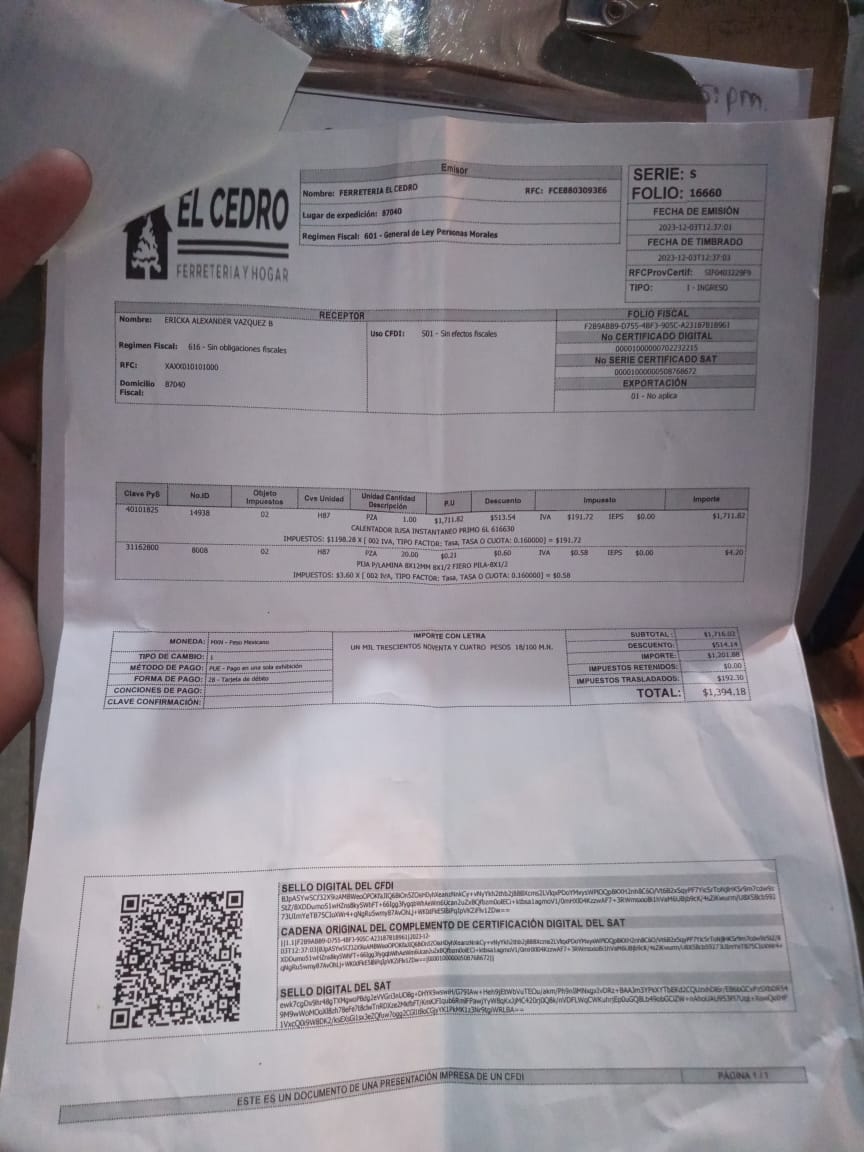 5:pm.
EL CEDRO
FERRETERIA Y HOGAR
Emisor
Nombre: FERRETERIA EL CEDRO RFC: FCE8803093E6
Lugar de expedición: 87040
Regimen Fiscal: 601 - General de Ley Personas Morales
SERIE: S
FOLIO: 16660
FECHA DE EMISIÓN
2023-12-03T12:37:01
FECHA DE TIMBRADO
2023-12-03T12:37:03
RFCProvCertif:
TIPO: I - INGRESO
RECEPTOR
Nombre: ERICKA ALEXANDER VAZQUEZ B
Regimen Fiscal: 616 - Sin obligaciones fiscales
RFC: XAXX010101000
Domicilio Fiscal: 87040
Uso CFDI: S01 - Sin efectos fiscales
FOLIO FISCAL
F2B9ABB9-D755-4BF3-905C-A231B7B1B961
No CERTIFICADO DIGITAL
00001000000702232215
No SERIE CERTIFICADO SAT
00001000000508768672
EXPORTACIÓN
01 - No aplica
Clave PyS No.ID Objeto Impuestos Cve Unidad Unidad Cantidad Descripción P.U Descuento Impuesto Importe
40101825 14938 02 H87 PZA 1.00 $1,711.82 $513.54 IVA $191.72 IEPS $0.00 $1,711.82
CALENTADOR IUSA INSTANTANEO PRIMO 6L 616630
IMPUESTOS: $1198.28 X [ 002 IVA, TIPO FACTOR: Tasa, TASA O CUOTA: 0.160000] = $191.72
31162800 8008 02 H87 PZA 20.00 $0.21 $0.60 IVA $0.58 IEPS $0.00 $4.20
PIJA P/LAMINA 8X12MM 8X1/2 FIERO PILA-8X1/2
IMPUESTOS: $3.60 X [ 002 IVA, TIPO FACTOR: Tasa, TASA O CUOTA: 0.160000] = $0.58
MONEDA: MXN - Peso Mexicano
TIPO DE CAMBIO: 1
MÉTODO DE PAGO: PUE - Pago en una sola exhibición
FORMA DE PAGO: 28 - Tarjeta de débito
CONCIONES DE PAGO:
CLAVE CONFIRMACIÓN:
IMPORTE CON LETRA
UN MIL TRESCIENTOS NOVENTA Y CUATRO PESOS 18/100 M.N.
SUBTOTAL: $1,716.02
DESCUENTO: $514.14
IMPORTE: $1,201.88
IMPUESTOS RETENIDOS: $0.00
IMPUESTOS TRASLADADOS: $192.30
TOTAL: $1,394.18
SELLO DIGITAL DEL CFDI
CADENA ORIGINAL DEL COMPLEMENTO DE CERTIFICACIÓN DIGITAL DEL SAT
SELLO DIGITAL DEL SAT
ESTE ES UN DOCUMENTO DE UNA PRESENTACIÓN IMPRESA DE UN CFDI
PÁGINA 1 / 1